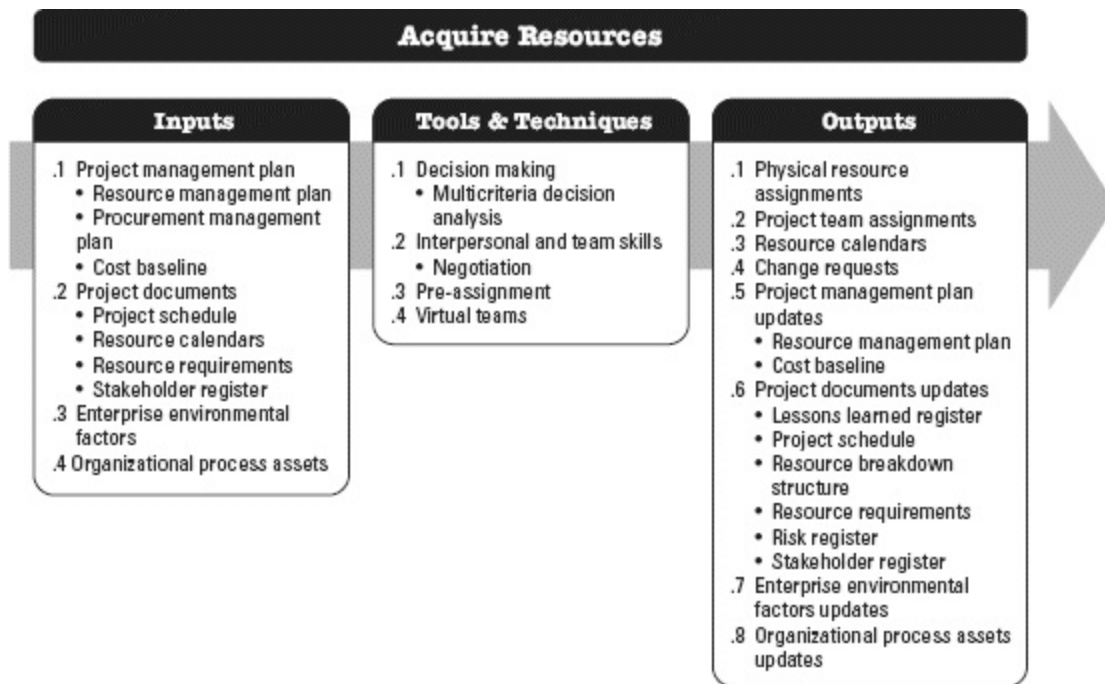 Acquire Resources
Inputs
.1 Project management plan
• Resource management plan
• Procurement management
plan
• Cost baseline
.2 Project documents
• Project schedule
• Resource calendars
• Resource requirements
• Stakeholder register
.3 Enterprise environmental
factors
.4 Organizational process assets
Tools & Techniques
.1 Decision making
• Multicriteria decision
analysis
.2 Interpersonal and team skills
• Negotiation
.3 Pre-assignment
.4 Virtual teams
Outputs
.1 Physical resource
assignments
.2 Project team assignments
.3 Resource calendars
.4 Change requests
.5 Project management plan
updates
• Resource management plan
• Cost baseline
.6 Project documents updates
• Lessons learned register
• Project schedule
• Resource breakdown
structure
• Resource requirements
• Risk register
• Stakeholder register
.7 Enterprise environmental
factors updates
.8 Organizational process assets
updates